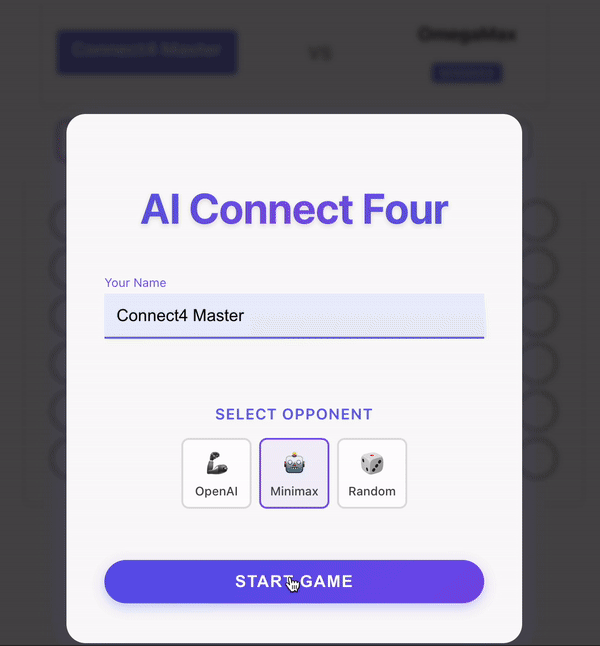 Connect4 Master
VS
OmegaMax
AI Connect Four
Your Name
Connect4 Master
SELECT OPPONENT
OpenAI
Minimax
Random
START GAME